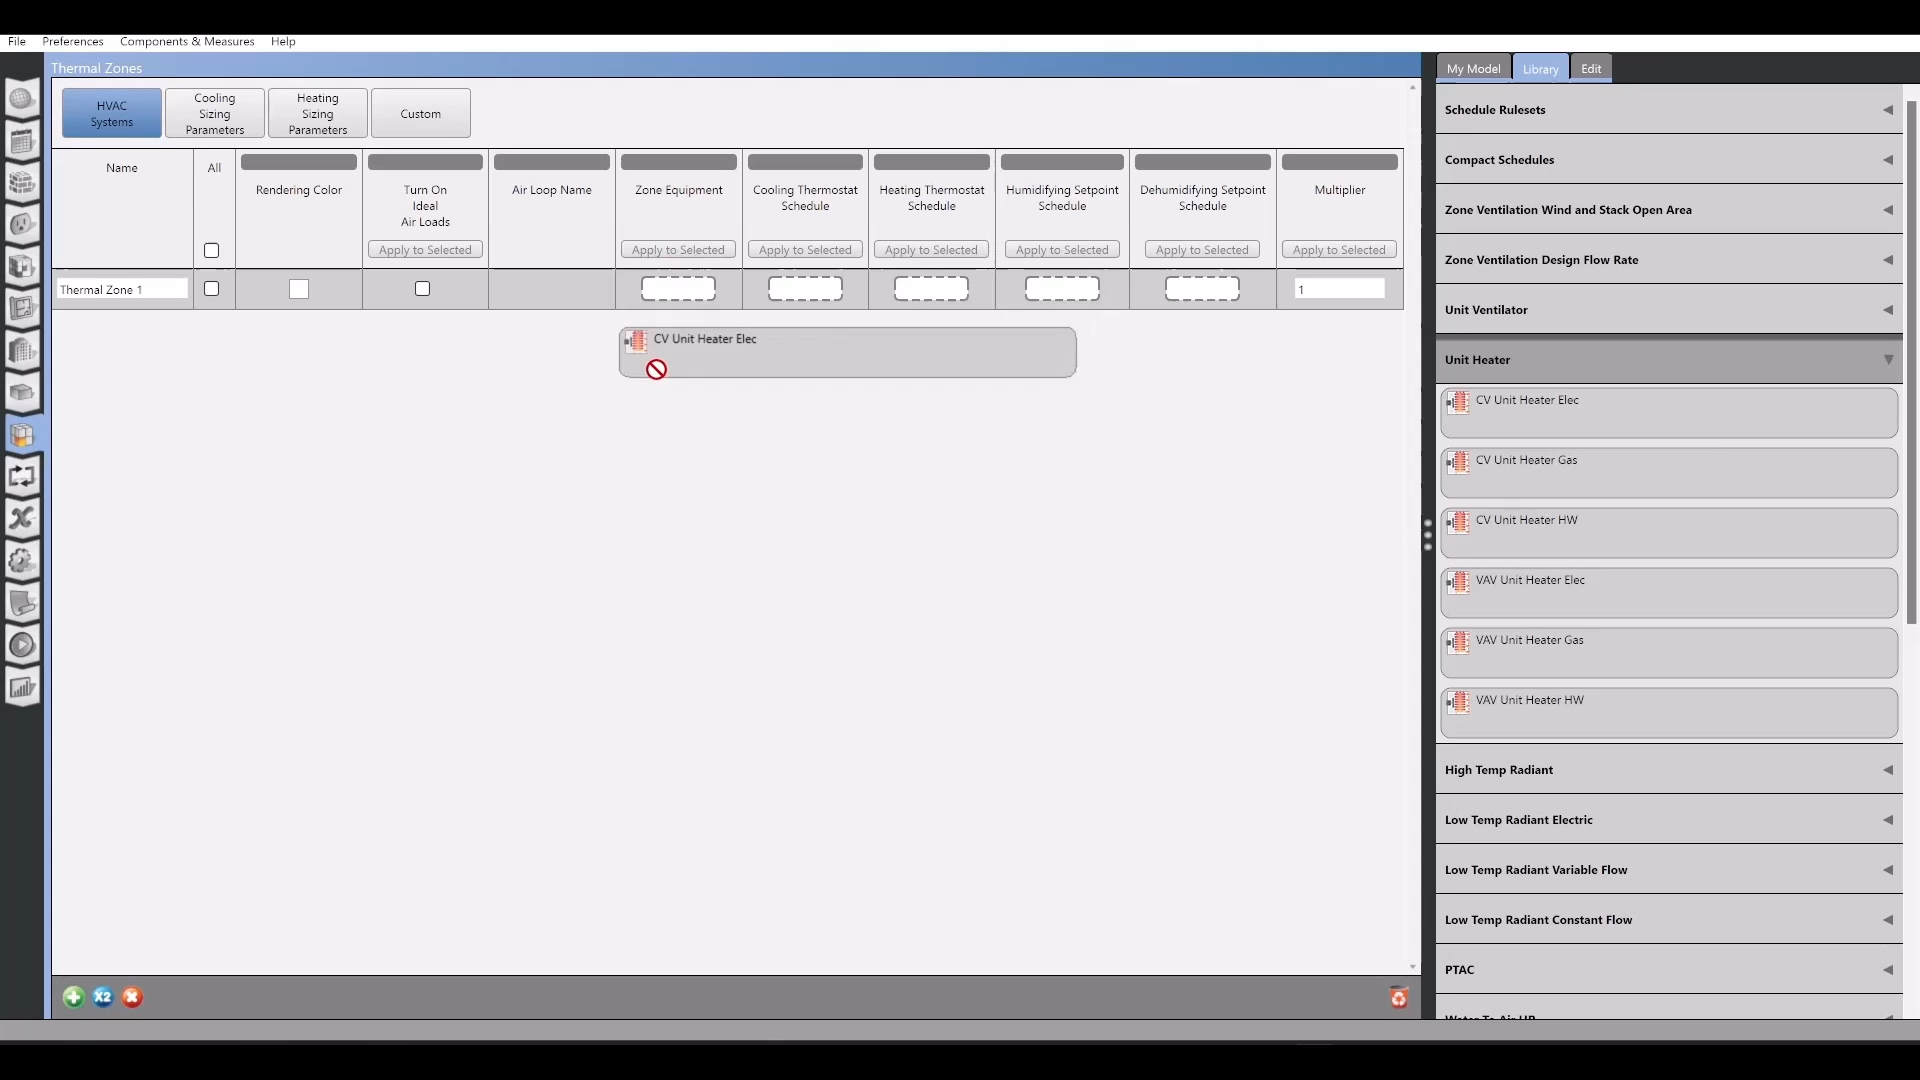 File Preferences Components & Measures Help
Thermal Zones
HVAC
Systems
Cooling
Sizing
Parameters
Heating
Sizing
Parameters
Custom
Name
All
Rendering Color
Turn On
Ideal
Air Loads
Apply to Selected
Air Loop Name
Zone Equipment
Apply to Selected
Cooling Thermostat
Schedule
Apply to Selected
Heating Thermostat
Schedule
Apply to Selected
Humidifying Setpoint
Schedule
Apply to Selected
Dehumidifying Setpoint
Schedule
Apply to Selected
Multiplier
Apply to Selected
Thermal Zone 1
1
CV Unit Heater Elec
X2
My Model Library Edit
Schedule Rulesets
Compact Schedules
Zone Ventilation Wind and Stack Open Area
Zone Ventilation Design Flow Rate
Unit Ventilator
Unit Heater
CV Unit Heater Elec
CV Unit Heater Gas
CV Unit Heater HW
VAV Unit Heater Elec
VAV Unit Heater Gas
VAV Unit Heater HW
High Temp Radiant
Low Temp Radiant Electric
Low Temp Radiant Variable Flow
Low Temp Radiant Constant Flow
PTAC
Water To Air HP